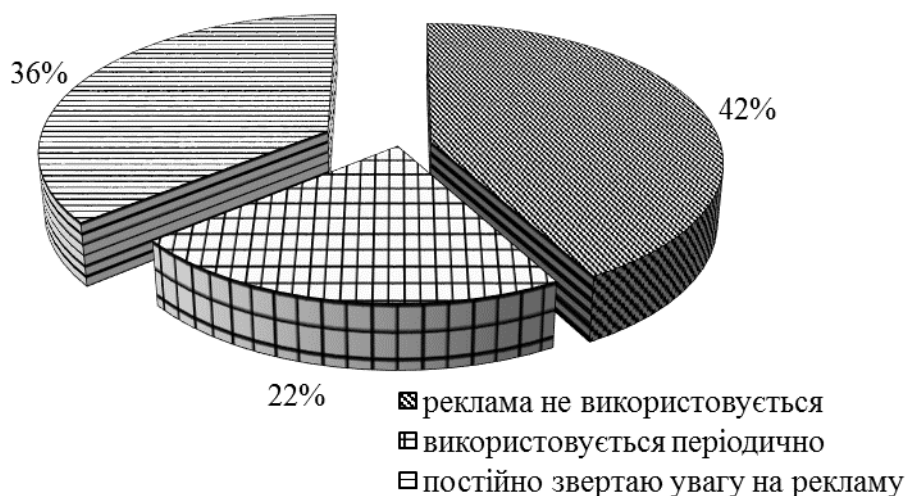 36%
42%
22%
реклама не використовується
використовується періодично
постійно звертаю увагу на рекламу